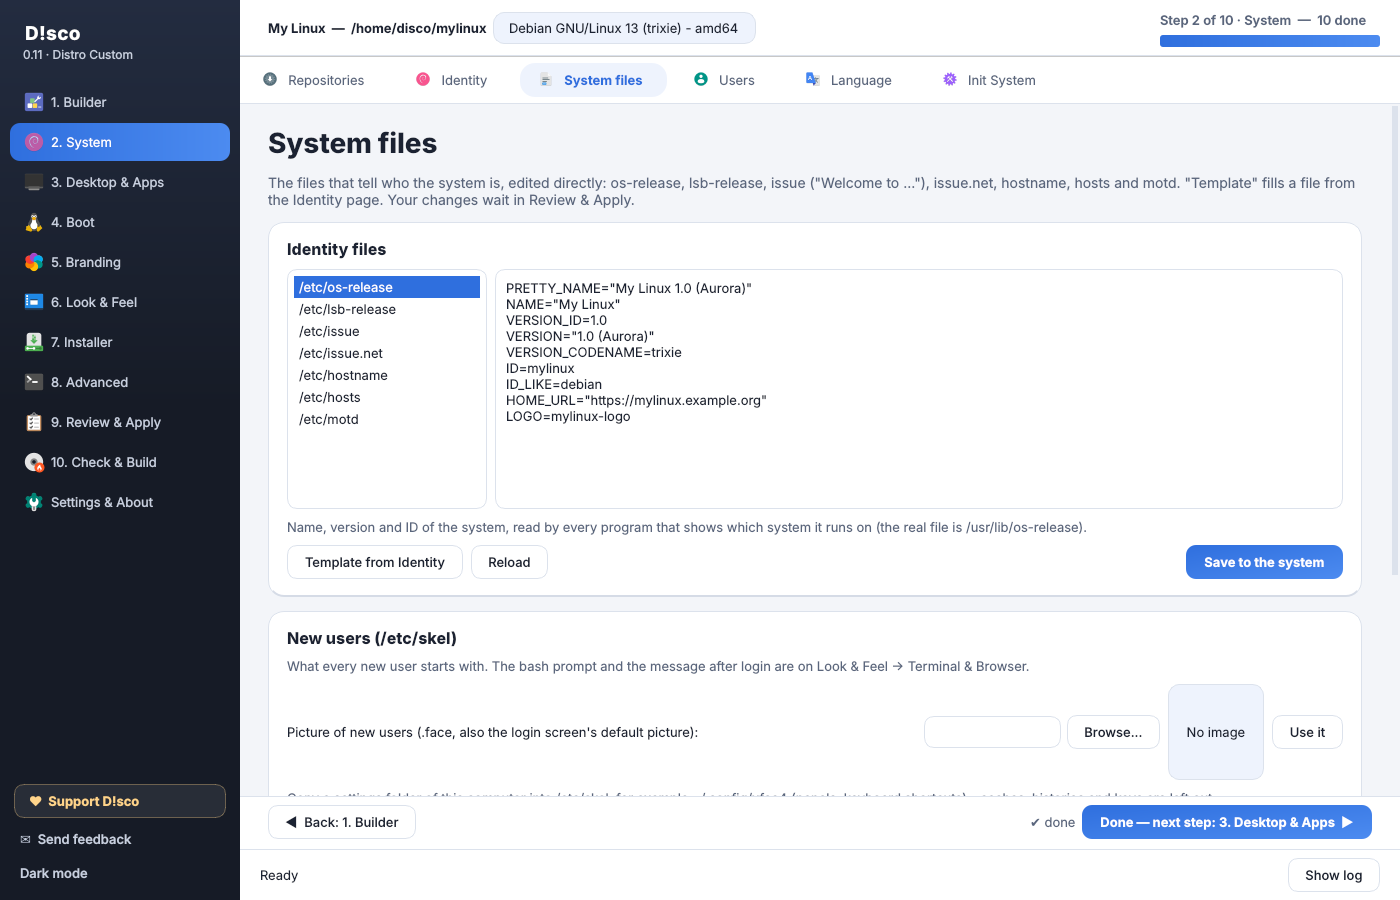 D!sco
0.11 · Distro Custom
1. Builder
2. System
3. Desktop & Apps
4. Boot
5. Branding
6. Look & Feel
7. Installer
8. Advanced
9. Review & Apply
10. Check & Build
Settings & About
Support D!sco
Send feedback
Dark mode
My Linux — /home/disco/mylinux
Debian GNU/Linux 13 (trixie) - amd64
Step 2 of 10 · System — 10 done
Repositories
Identity
System files
Users
Language
Init System
System files
The files that tell who the system is, edited directly: os-release, lsb-release, issue ("Welcome to ..."), issue.net, hostname, hosts and motd. "Template" fills a file from
the Identity page. Your changes wait in Review & Apply.
Identity files
/etc/os-release
/etc/lsb-release
/etc/issue
/etc/issue.net
/etc/hostname
/etc/hosts
/etc/motd
PRETTY_NAME="My Linux 1.0 (Aurora)"
NAME="My Linux"
VERSION_ID=1.0
VERSION="1.0 (Aurora)"
VERSION_CODENAME=trixie
ID=mylinux
ID_LIKE=debian
HOME_URL="https://mylinux.example.org"
LOGO=mylinux-logo
Name, version and ID of the system, read by every program that shows which system it runs on (the real file is /usr/lib/os-release).
Template from Identity
Reload
Save to the system
New users (/etc/skel)
What every new user starts with. The bash prompt and the message after login are on Look & Feel → Terminal & Browser.
Picture of new users (.face, also the login screen's default picture):
Browse...
No image
Use it
◀ Back: 1. Builder
✔ done
Done — next step: 3. Desktop & Apps ▶
Ready
Show log